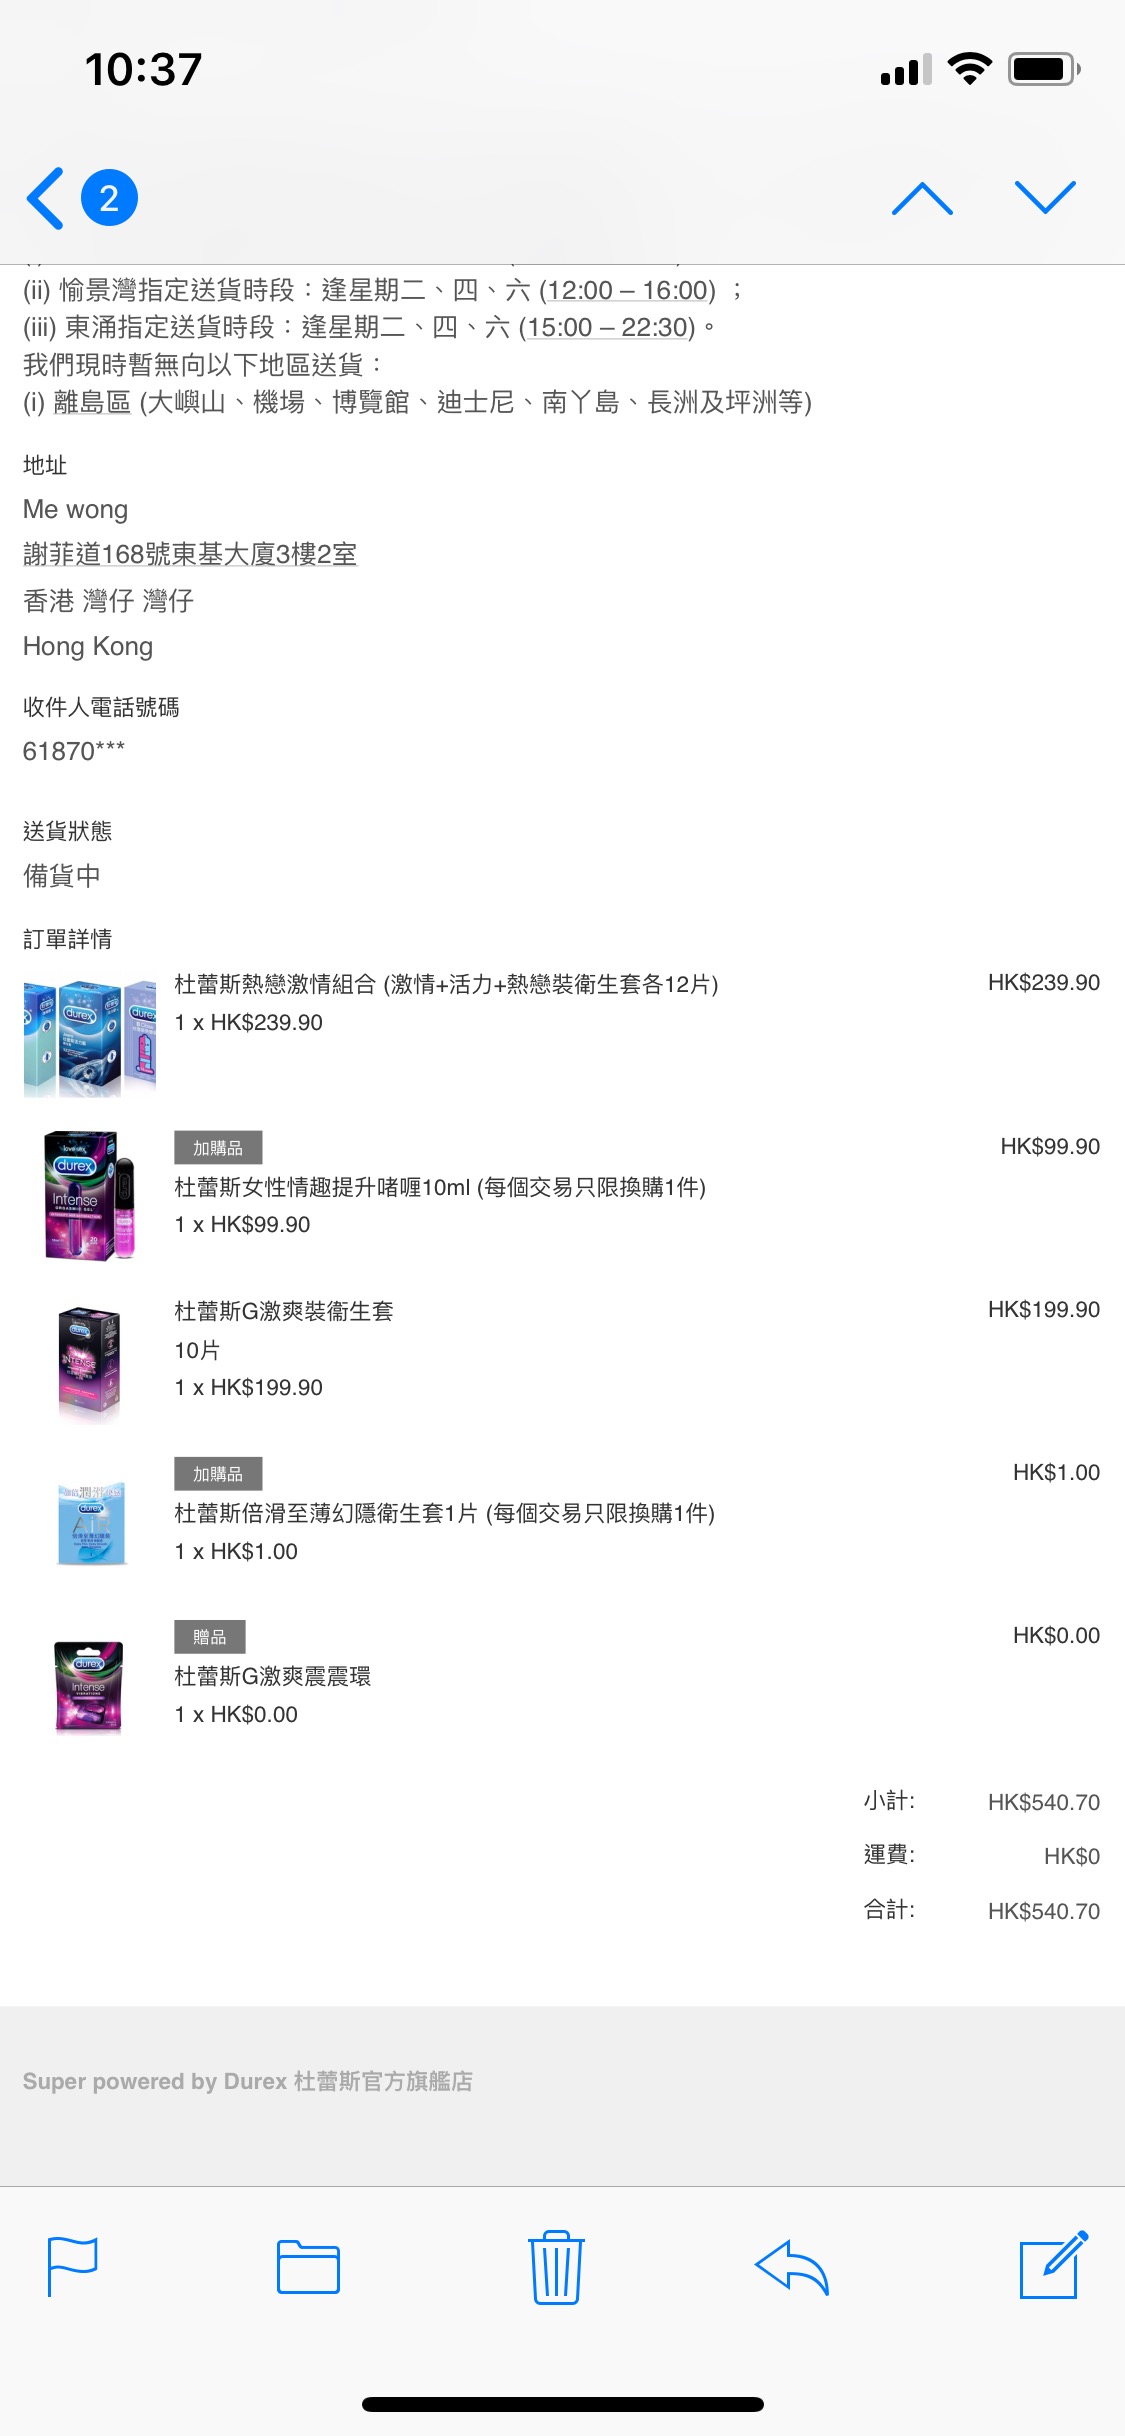 10:37
2
(ii) 愉景灣指定送貨時段：逢星期二、四、六 (12:00 – 16:00) ；
(iii) 東涌指定送貨時段：逢星期二、四、六 (15:00 – 22:30)。
我們現時暫無向以下地區送貨：
(i) 離島區 (大嶼山、機場、博覽館、迪士尼、南丫島、長洲及坪洲等)
地址
Me wong
謝菲道168號東基大廈3樓2室
香港 灣仔 灣仔
Hong Kong
收件人電話號碼
61870***
送貨狀態
備貨中
訂單詳情
durex
durex
杜蕾斯熱戀激情組合 (激情+活力+熱戀裝衛生套各12片)
HK$239.90
1 x HK$239.90
love sex
durex
Intense
ORGASMIC GEL
加購品
HK$99.90
杜蕾斯女性情趣提升啫喱10ml (每個交易只限換購1件)
1 x HK$99.90
durex
INTENSE
杜蕾斯G激爽裝衛生套
HK$199.90
10片
1 x HK$199.90
durex
AIR
加購品
HK$1.00
杜蕾斯倍滑至薄幻隱衛生套1片 (每個交易只限換購1件)
1 x HK$1.00
durex
Intense
VIBRATIONS
贈品
HK$0.00
杜蕾斯G激爽震震環
1 x HK$0.00
小計: HK$540.70
運費: HK$0
合計: HK$540.70
Super powered by Durex 杜蕾斯官方旗艦店